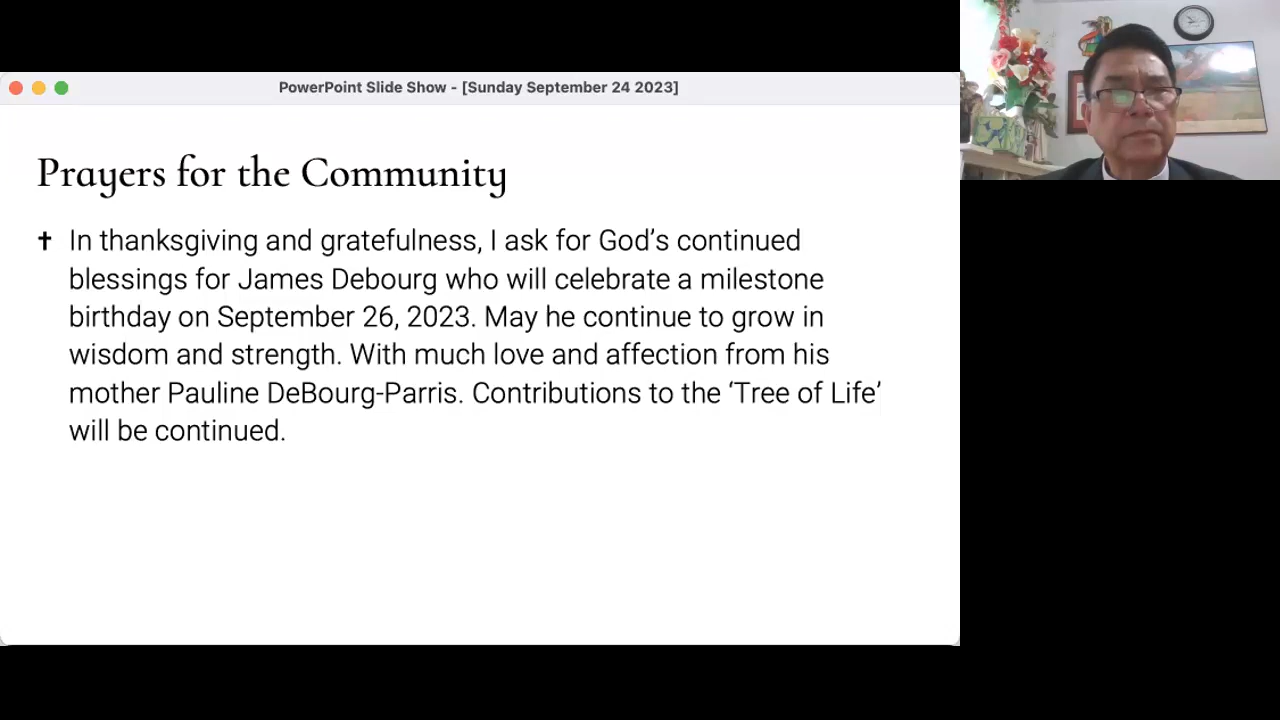 PowerPoint Slide Show - [Sunday September 24 2023]
Prayers for the Community
✝ In thanksgiving and gratefulness, I ask for God’s continued
blessings for James Debourg who will celebrate a milestone
birthday on September 26, 2023. May he continue to grow in
wisdom and strength. With much love and affection from his
mother Pauline DeBourg-Parris. Contributions to the ‘Tree of Life’
will be continued.